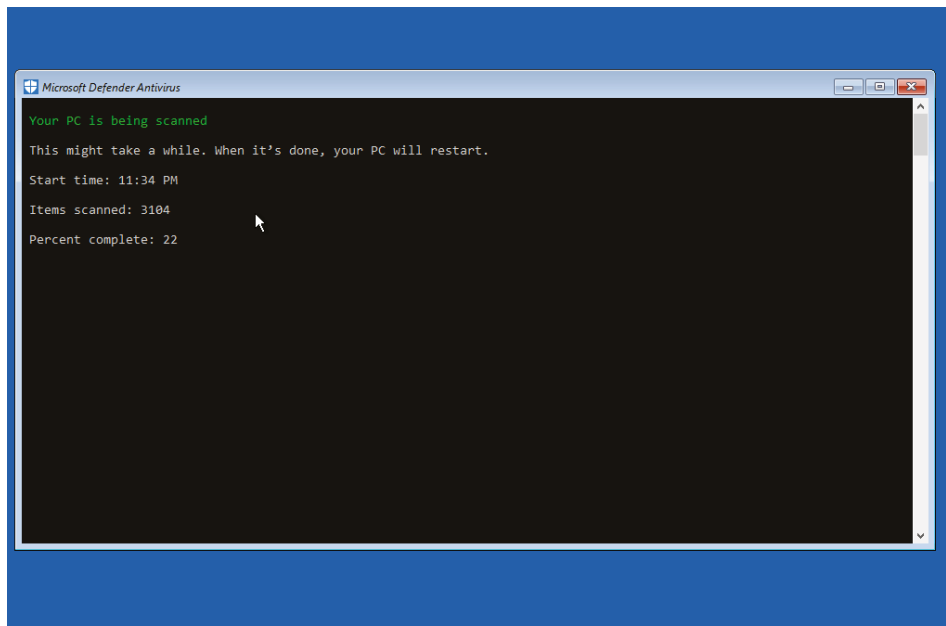 Microsoft Defender Antivirus
Your PC is being scanned
This might take a while. When it’s done, your PC will restart.
Start time: 11:34 PM
Items scanned: 3104
Percent complete: 22